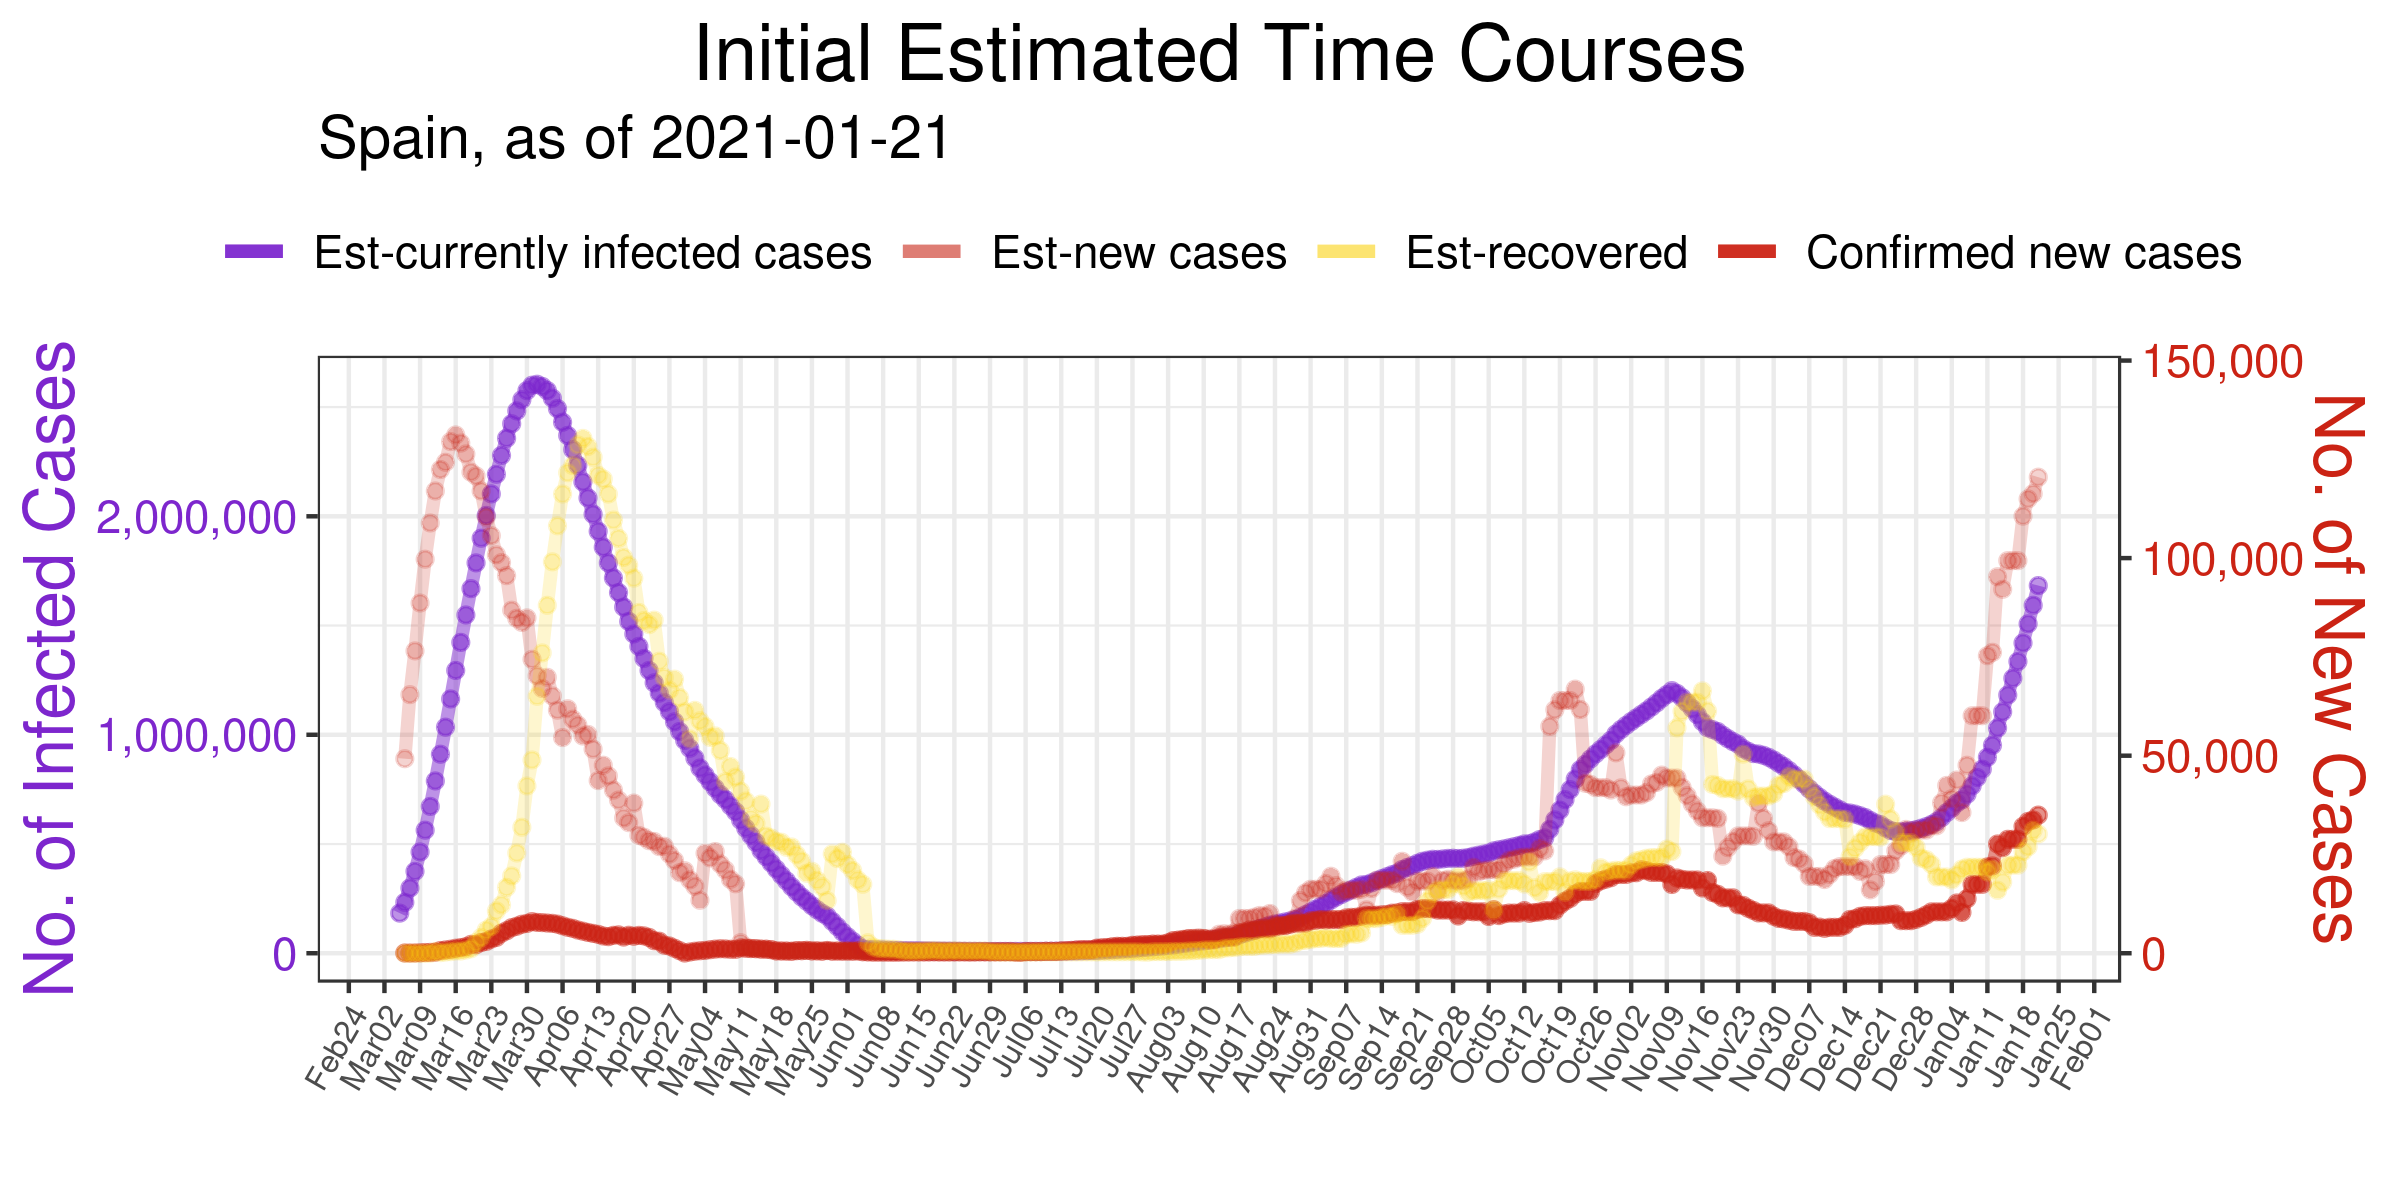 Initial Estimated Time Courses
Spain, as of 2021-01-21
Est-currently infected cases Est-new cases Est-recovered Confirmed new cases
No. of Infected Cases
2,000,000
1,000,000
0
150,000
100,000
50,000
0
No. of New Cases
Feb24 Mar02 Mar09 Mar16 Mar23 Mar30 Apr06 Apr13 Apr20 Apr27 May04 May11 May18 May25 Jun01 Jun08 Jun15 Jun22 Jun29 Jul06 Jul13 Jul20 Jul27 Aug03 Aug10 Aug17 Aug24 Aug31 Sep07 Sep14 Sep21 Sep28 Oct05 Oct12 Oct19 Oct26 Nov02 Nov09 Nov16 Nov23 Nov30 Dec07 Dec14 Dec21 Dec28 Jan04 Jan11 Jan18 Jan25 Feb01